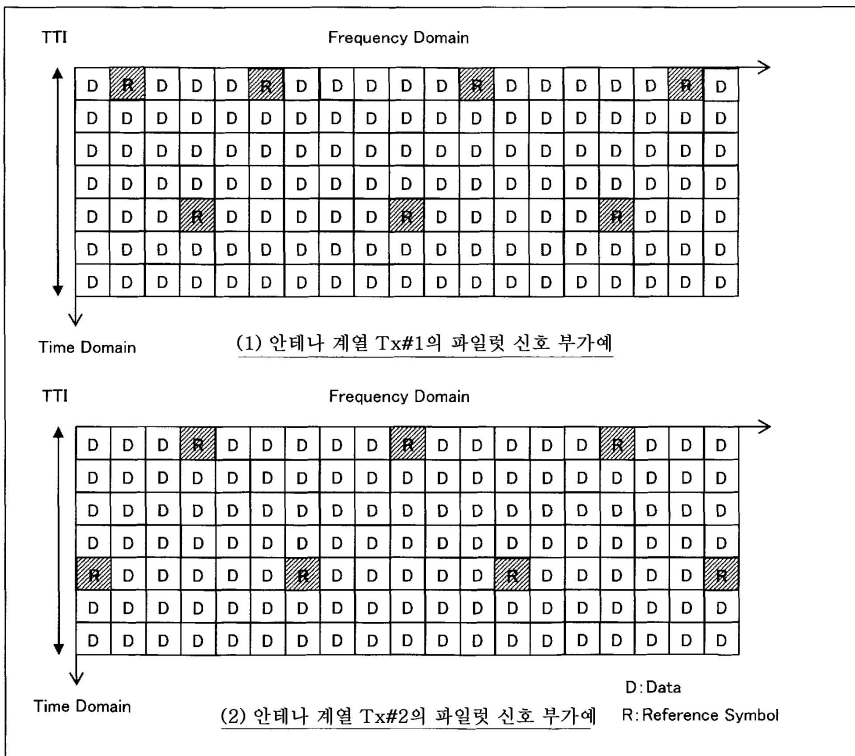 TTI Frequency Domain
D R D D D R D D D D D R D D D D D R D
D D D D D D D D D D D D D D D D D D D
D D D D D D D D D D D D D D D D D D D
D D D D D D D D D D D D D D D D D D D
D D D R D D D D D R D D D D D R D D D
D D D D D D D D D D D D D D D D D D D
D D D D D D D D D D D D D D D D D D D
Time Domain
(1) 안테나 계열 Tx#1의 파일럿 신호 부가예
TTI Frequency Domain
D D D R D D D D D R D D D D D R D D D
D D D D D D D D D D D D D D D D D D D
D D D D D D D D D D D D D D D D D D D
D D D D D D D D D D D D D D D D D D D
R D D D D D R D D D D D R D D D D D R
D D D D D D D D D D D D D D D D D D D
D D D D D D D D D D D D D D D D D D D
Time Domain
(2) 안테나 계열 Tx#2의 파일럿 신호 부가예
D:Data
R:Reference Symbol